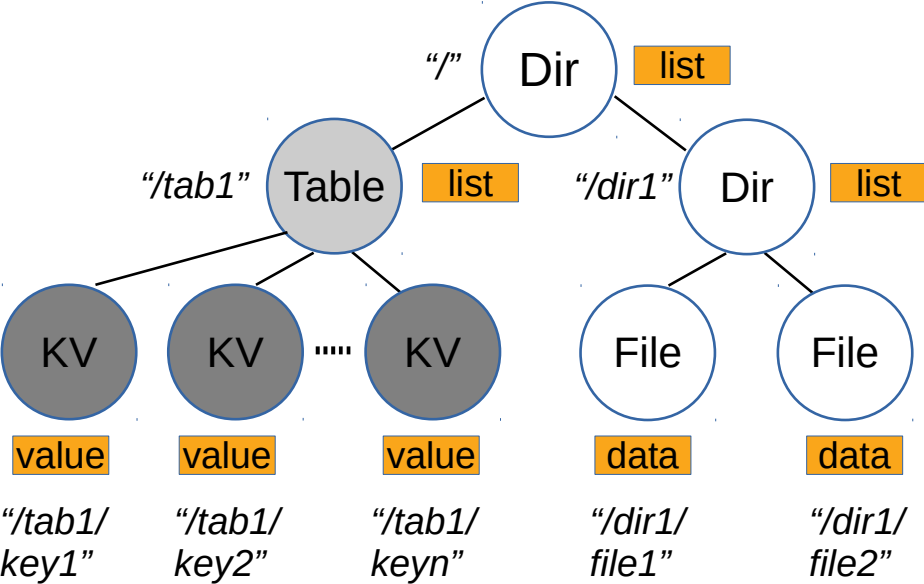 “/” Dir list
“/tab1” Table list “/dir1” Dir list
KV KV KV File File
value value value data data
“/tab1/ “/tab1/ “/tab1/ “/dir1/ “/dir1/
key1” key2” keyn” file1” file2”